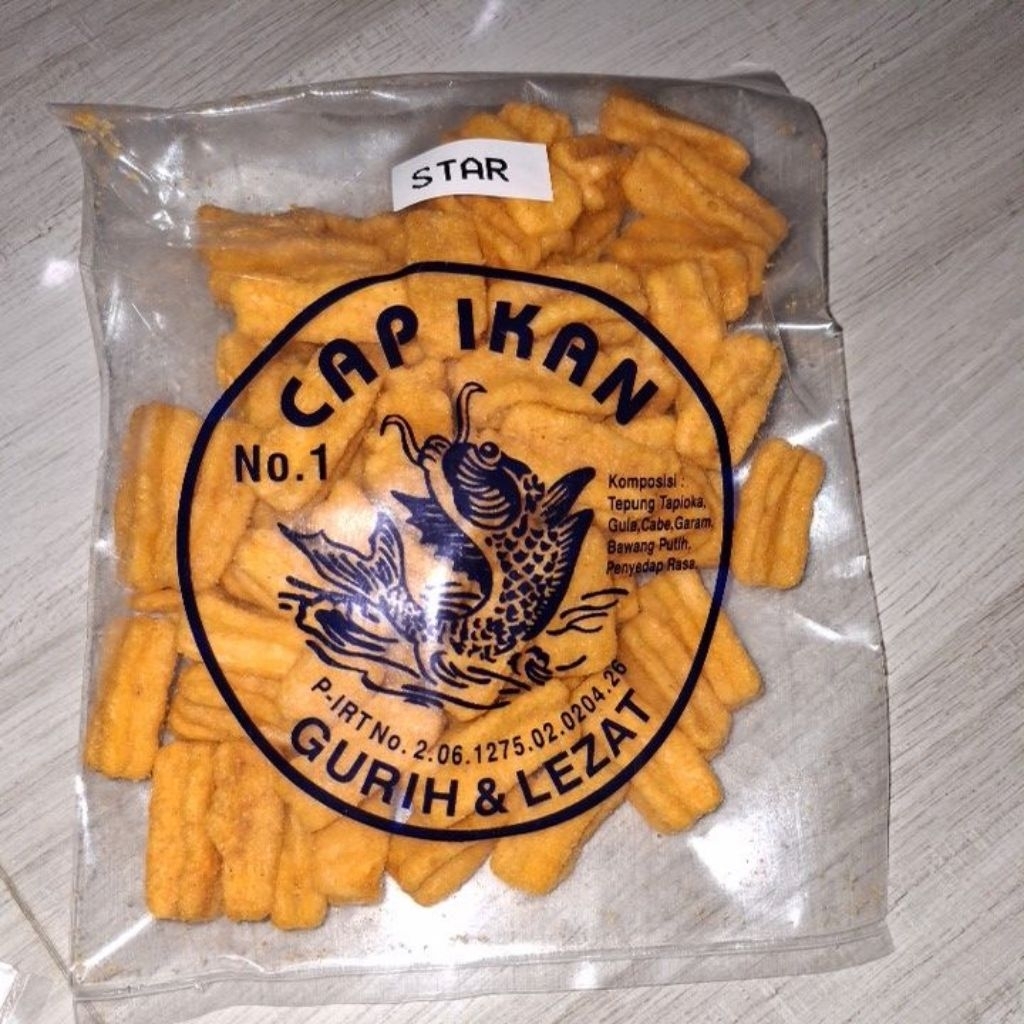 STAR
CAP IKAN
No.1
Komposisi :
Tepung Tapioka,
Gula,Cabe,Garam,
Bawang Putih,
Penyedap Rasa.
P-IRT No. 2.06.1275.02.0204.26
GURIH & LEZAT